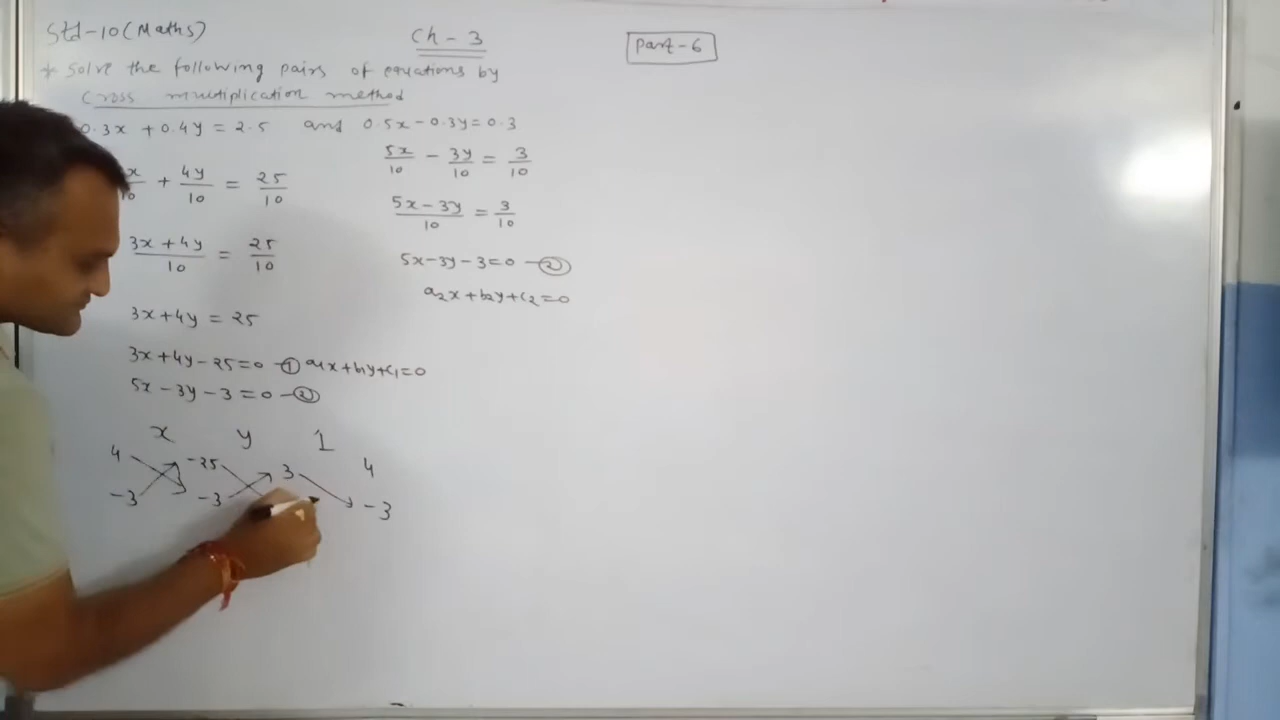 Std-10 (Maths)
Ch - 3
Part-6
* Solve the following pairs of equations by
cross multiplication method
0.3x + 0.4y = 2.5 and 0.5x - 0.3y = 0.3
x/10 + 4y/10 = 25/10
5x/10 - 3y/10 = 3/10
3x + 4y/10 = 25/10
5x - 3y/10 = 3/10
3x + 4y = 25
5x - 3y - 3 = 0 - ②
a₂x + b₂y + c₂ = 0
3x + 4y - 25 = 0 - ① a₁x + b₁y + c₁ = 0
5x - 3y - 3 = 0 - ②
x y 1
4 -25 3 4
-3 -3 -3